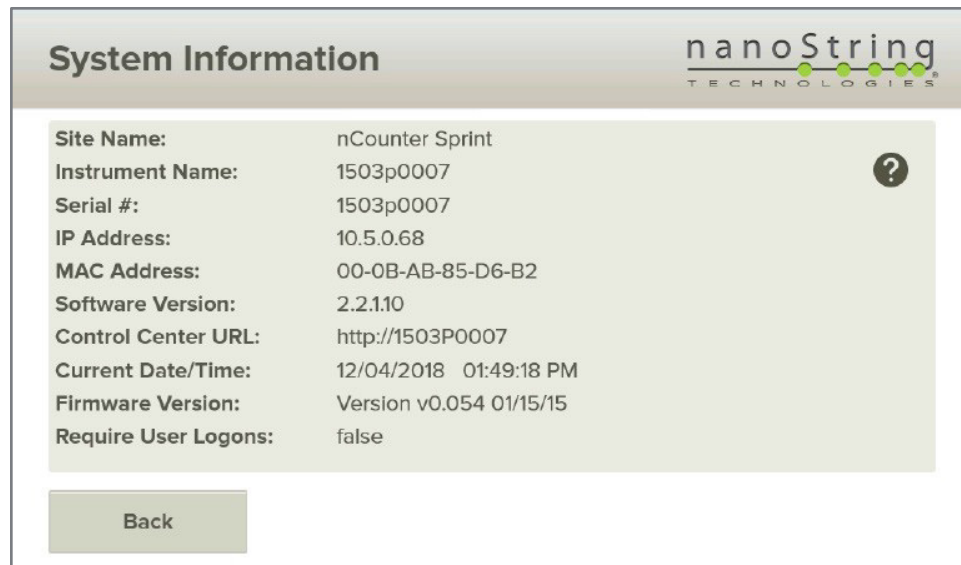 System Information
nanoString
TECHNOLOGIES®
Site Name: nCounter Sprint
?
Instrument Name: 1503p0007
Serial #: 1503p0007
IP Address: 10.5.0.68
MAC Address: 00-0B-AB-85-D6-B2
Software Version: 2.2.1.10
Control Center URL: http://1503P0007
Current Date/Time: 12/04/2018 01:49:18 PM
Firmware Version: Version v0.054 01/15/15
Require User Logons: false
Back